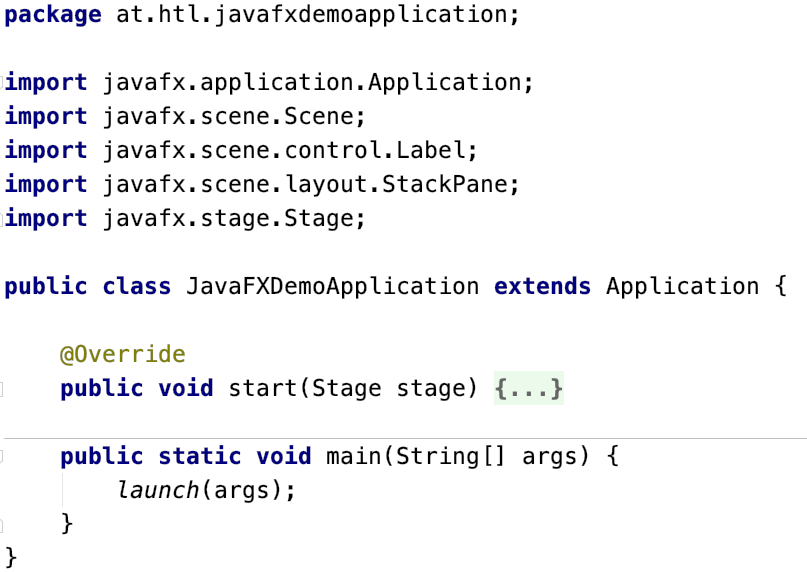 package at.htl.javafxdemoapplication;
import javafx.application.Application;
import javafx.scene.Scene;
import javafx.scene.control.Label;
import javafx.scene.layout.StackPane;
import javafx.stage.Stage;
public class JavaFXDemoApplication extends Application {
@Override
public void start(Stage stage) {...}
public static void main(String[] args) {
launch(args);
}
}